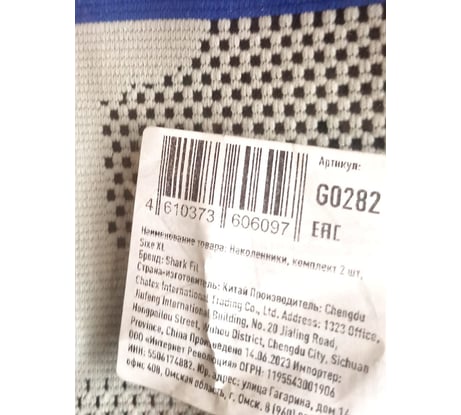 Артикул:
G0282
4 610373 606097
EAC
Наименование товара: Наколенники, комплект 2 шт,
Size XL
Бренд: Shark Fit
Страна-изготовитель: Китай Производитель: Chengdu
Chatex International Trading Co., Ltd. Address: 1323 Office,
Jiufeng International Building, No. 20 Jialing Road,
Hongpailou Street, Wuhou District, Chengdu City, Sichuan
Province, China Произведено 14.06.2023 Импортер:
ООО «Интернет Революция» ОГРН: 1195543001906
ИНН: 5506174882. Юр. Адрес: улица Гагарина, дом 14,
офис 408, Омская область, г. Омск. 8 (960)